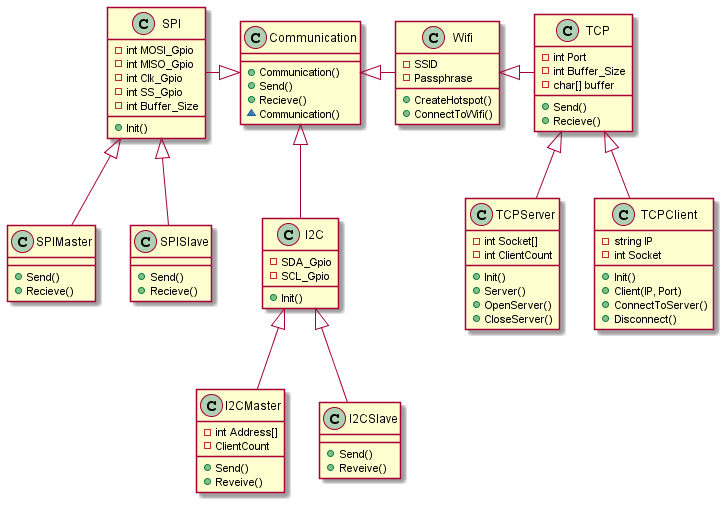 C SPI
int MOSI_Gpio
int MISO_Gpio
int Clk_Gpio
int SS_Gpio
int Buffer_Size
Init()
C Communication
Communication()
Send()
Recieve()
Communication()
C Wifi
SSID
Passphrase
CreateHotspot()
ConnectToWifi()
C TCP
int Port
int Buffer_Size
char[] buffer
Send()
Recieve()
C SPIMaster
Send()
Recieve()
C SPISlave
Send()
Recieve()
C I2C
SDA_Gpio
SCL_Gpio
Init()
C TCPServer
int Socket[]
int ClientCount
Init()
Server()
OpenServer()
CloseServer()
C TCPClient
string IP
int Socket
Init()
Client(IP, Port)
ConnectToServer()
Disconnect()
C I2CMaster
int Address[]
ClientCount
Send()
Reveive()
C I2CSlave
Send()
Reveive()